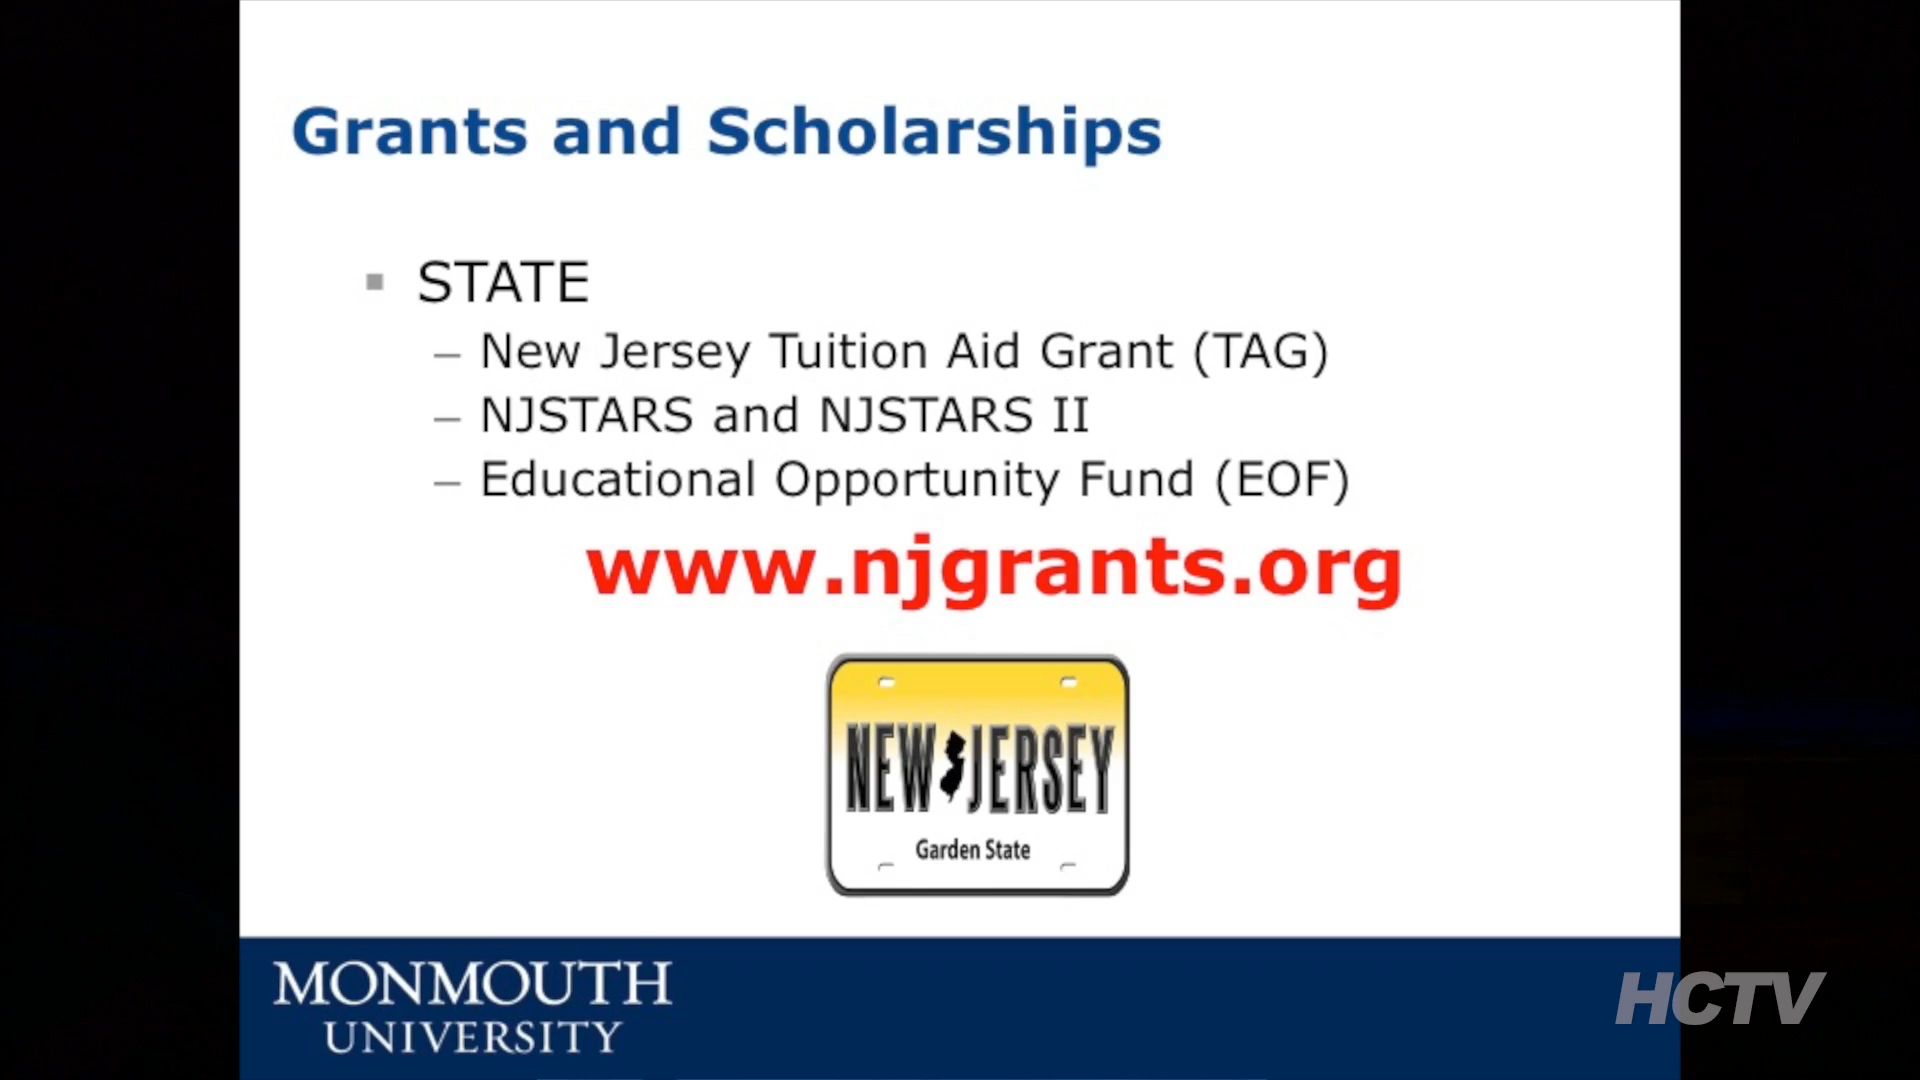 Grants and Scholarships
▪ STATE
– New Jersey Tuition Aid Grant (TAG)
– NJSTARS and NJSTARS II
– Educational Opportunity Fund (EOF)
www.njgrants.org
NEW JERSEY
Garden State
MONMOUTH
UNIVERSITY
HCTV